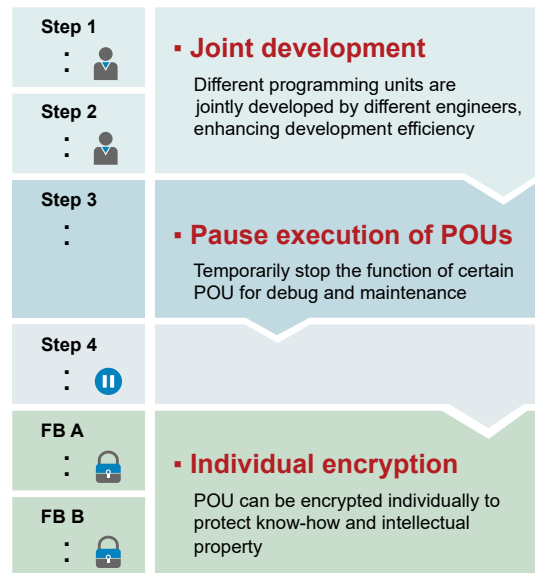 Step 1
:
Step 2
:
▪ Joint development
Different programming units are
jointly developed by different engineers,
enhancing development efficiency
Step 3
:
▪ Pause execution of POUs
Temporarily stop the function of certain
POU for debug and maintenance
Step 4
:
FB A
:
FB B
:
▪ Individual encryption
POU can be encrypted individually to
protect know-how and intellectual
property